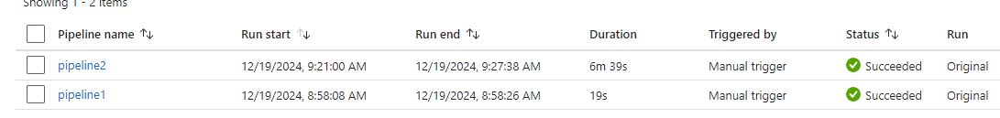 Showing 1 - 2 items
Pipeline name Run start Run end Duration Triggered by Status Run
pipeline2 12/19/2024, 9:21:00 AM 12/19/2024, 9:27:38 AM 6m 39s Manual trigger Succeeded Original
pipeline1 12/19/2024, 8:58:08 AM 12/19/2024, 8:58:26 AM 19s Manual trigger Succeeded Original